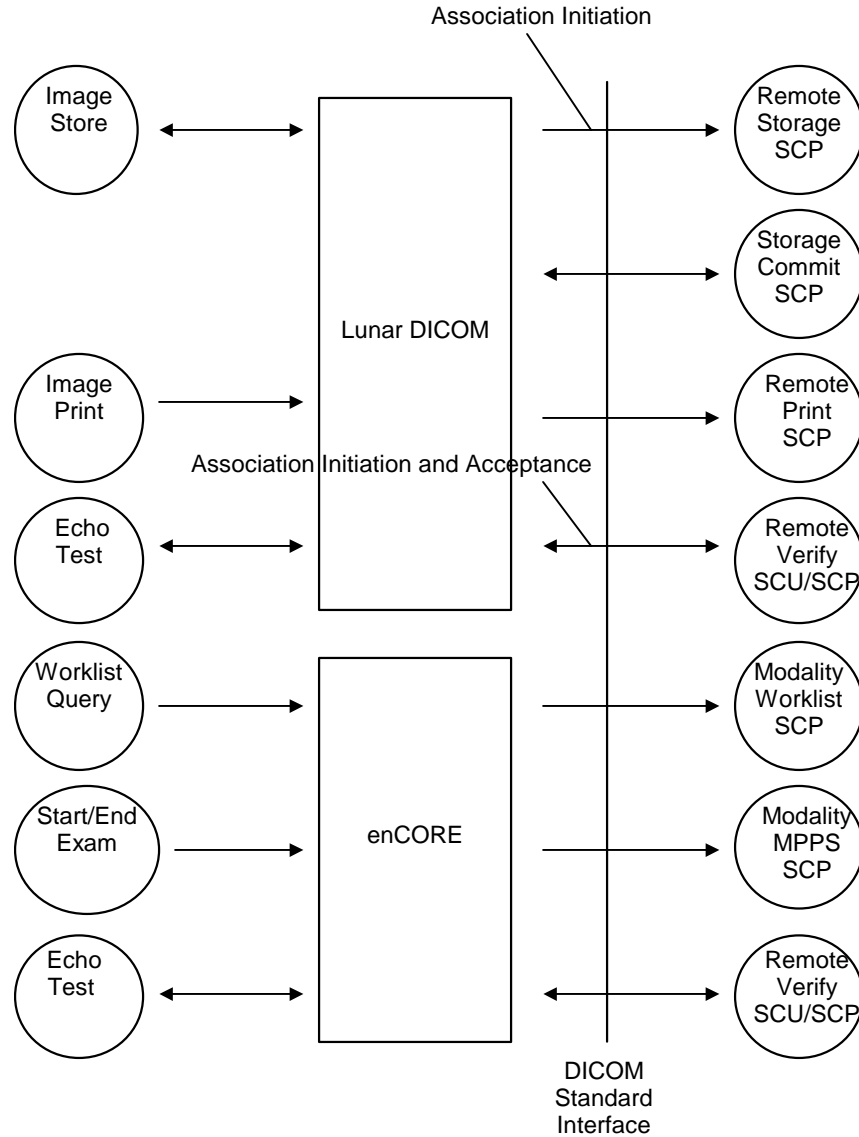 Association Initiation
Image
Store
Remote
Storage
SCP
Storage
Commit
SCP
Lunar DICOM
Image
Print
Remote
Print
SCP
Association Initiation and Acceptance
Echo
Test
Remote
Verify
SCU/SCP
Worklist
Query
Modality
Worklist
SCP
Start/End
Exam
enCORE
Modality
MPPS
SCP
Echo
Test
Remote
Verify
SCU/SCP
DICOM
Standard
Interface